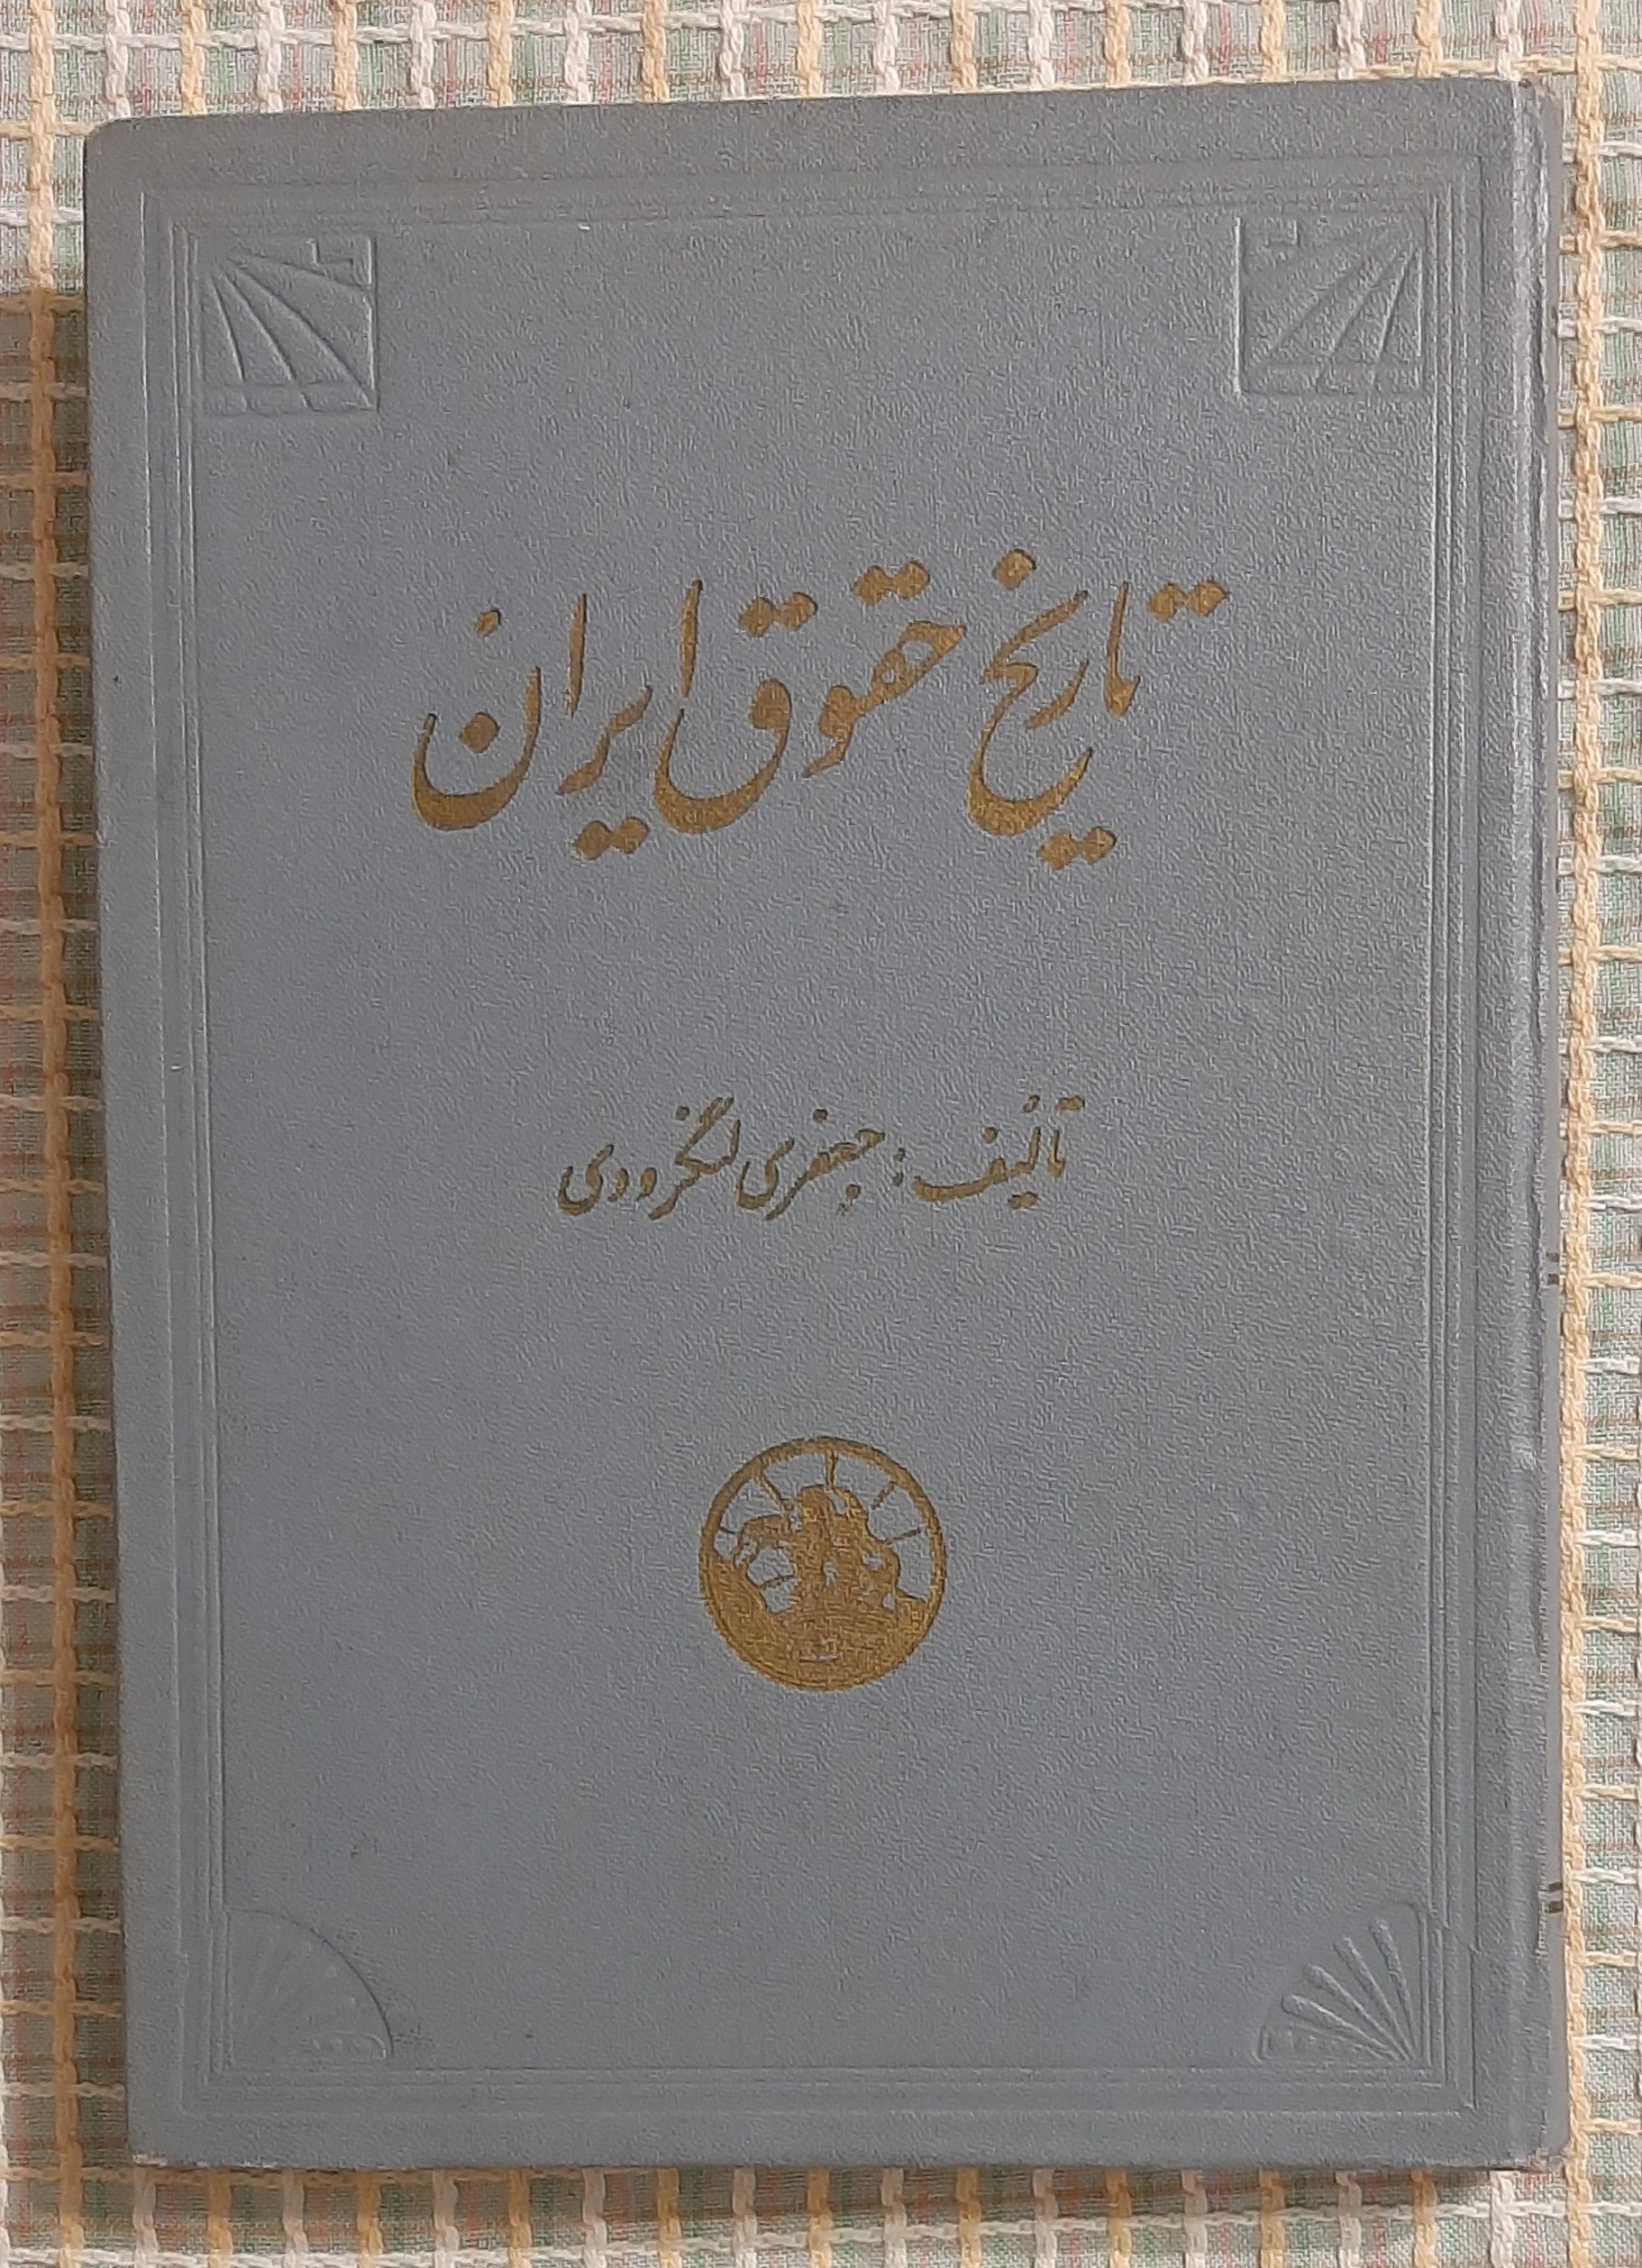 تاریخ حقوق ایران
تألیف: جعفری لنگرودی